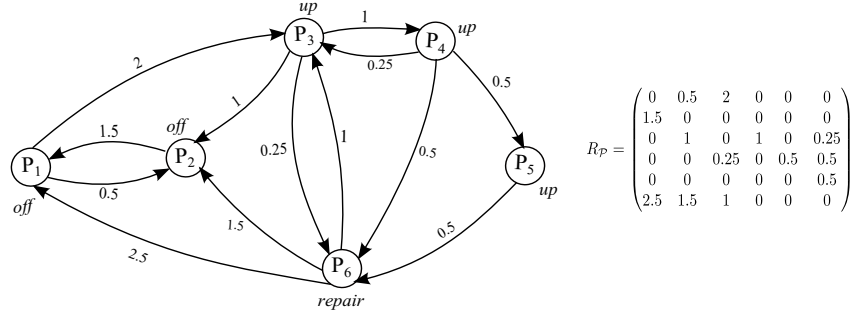 up
1
P3
up
P4
0.25
2
0.5
1
off
1.5
P2
0.25
1
0.5
P1
0.5
off
P5
up
1.5
0.5
2.5
P6
repair
R_P =
0 0.5 2 0 0 0
1.5 0 0 0 0 0
0 1 0 1 0 0.25
0 0 0.25 0 0.5 0.5
0 0 0 0 0 0.5
2.5 1.5 1 0 0 0